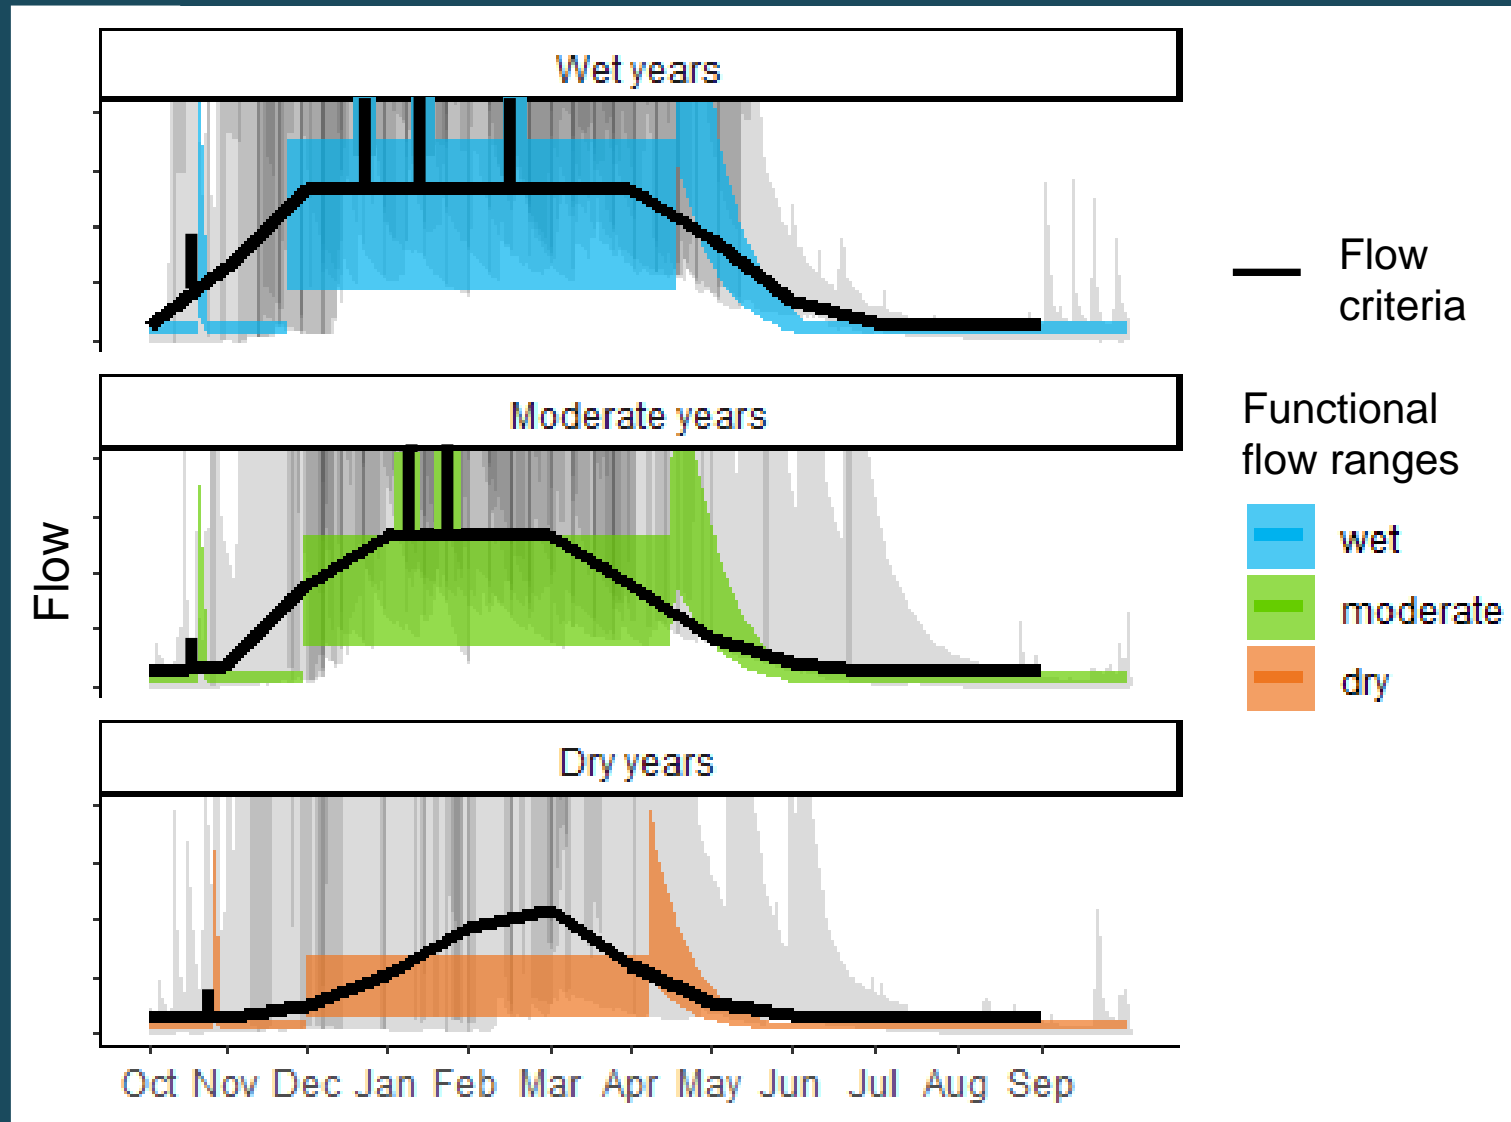 Wet years
Flow
criteria
Moderate years
Functional
flow ranges
wet
moderate
dry
Flow
Dry years
Oct Nov Dec Jan Feb Mar Apr May Jun Jul Aug Sep